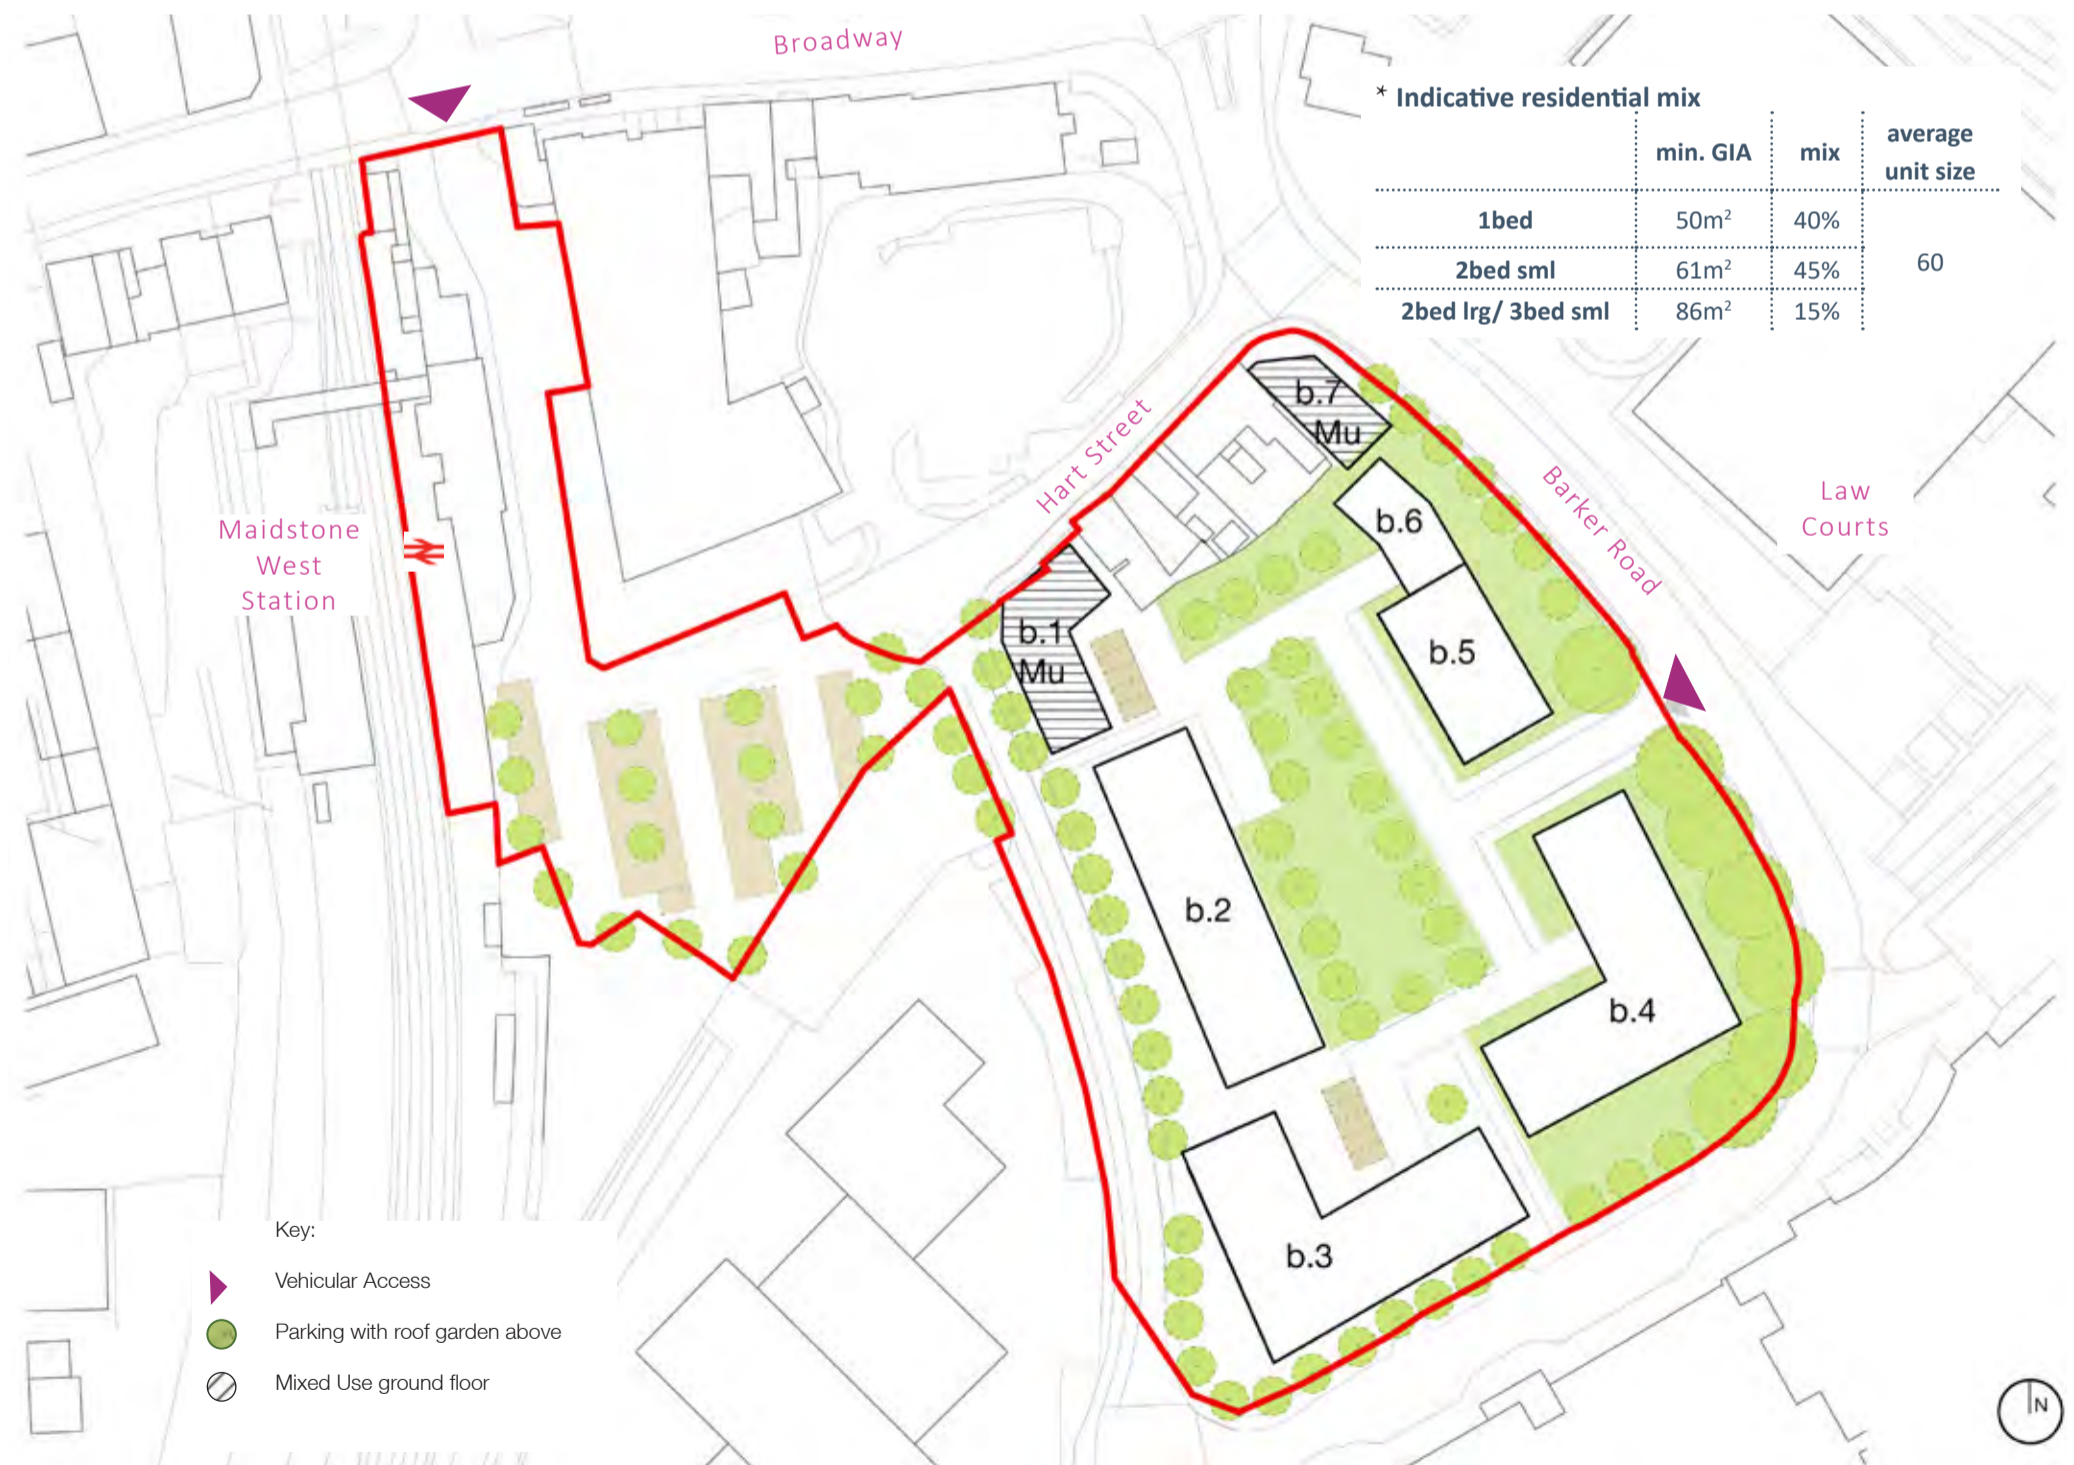 Broadway
* Indicative residential mix
min. GIA mix average unit size
1bed 50m² 40%
2bed sml 61m² 45% 60
2bed lrg/ 3bed sml 86m² 15%
b.7
Mu
Hart Street
b.6
Barker Road
Law
Courts
Maidstone
West
Station
b.1
Mu
b.5
b.2
b.4
b.3
Key:
Vehicular Access
Parking with roof garden above
Mixed Use ground floor
N